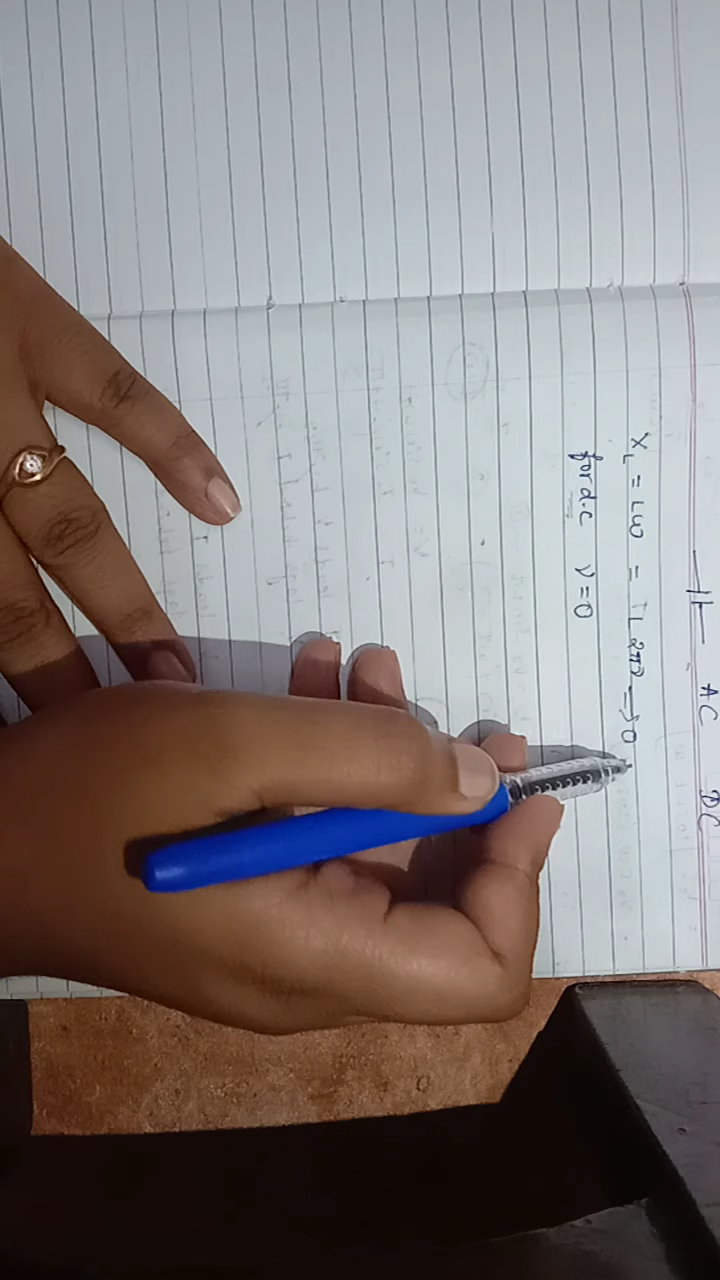 AC DC
X_L = Lω = L 2πν → 0
for d.c ν = 0